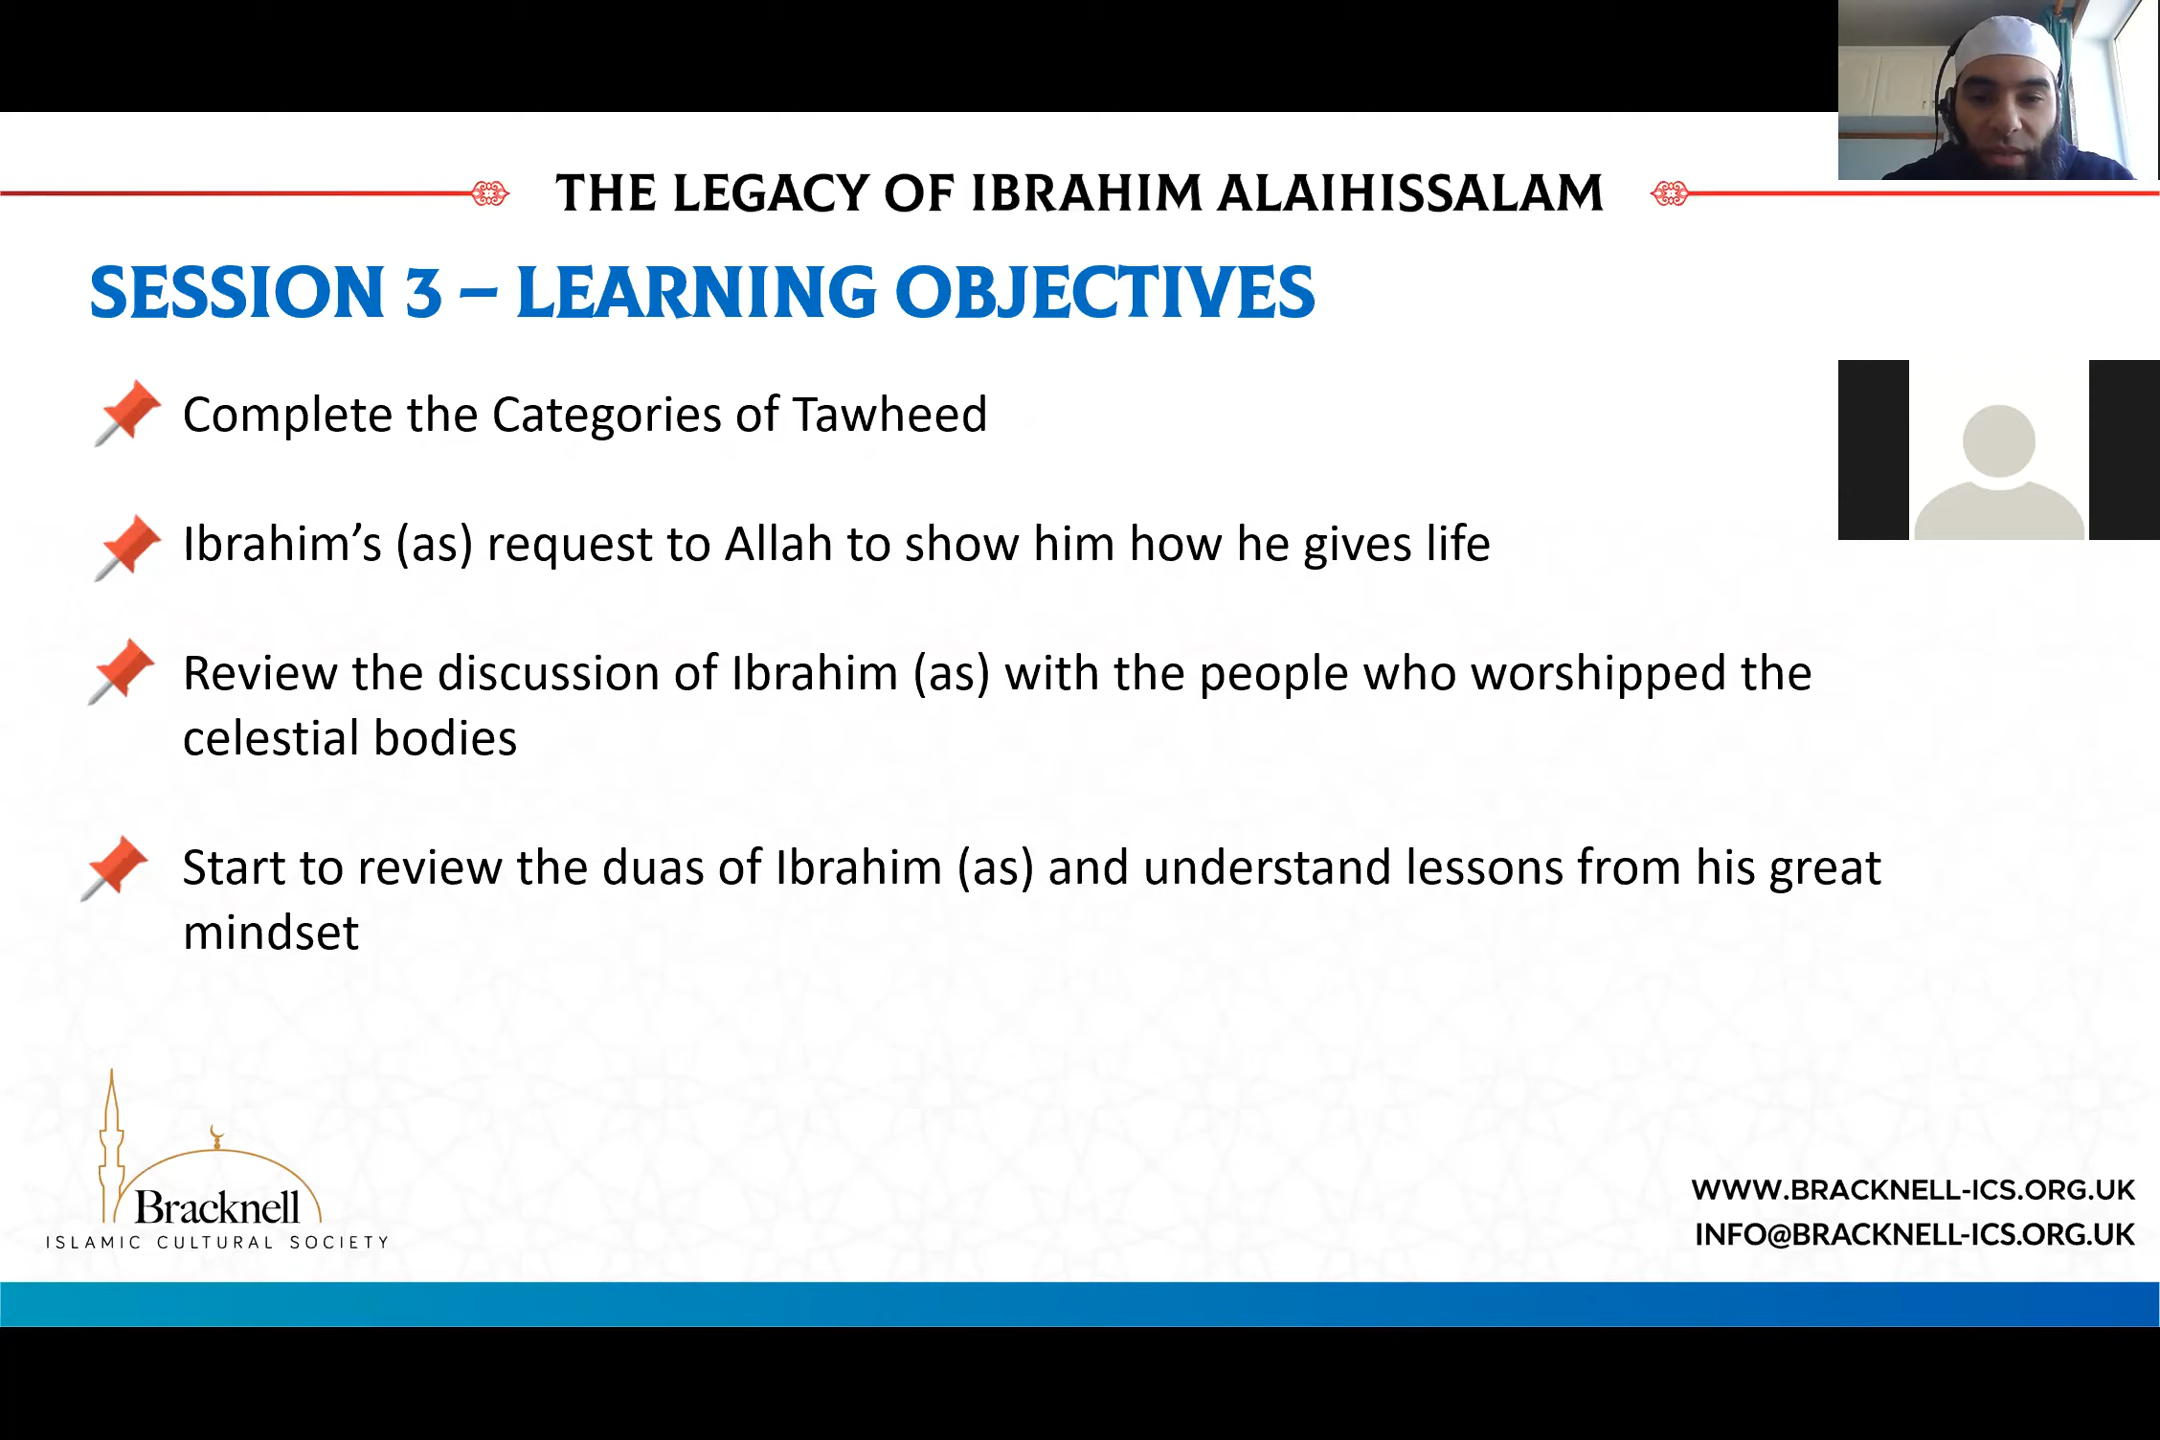 THE LEGACY OF IBRAHIM ALAIHISSALAM
SESSION 3 – LEARNING OBJECTIVES
Complete the Categories of Tawheed
Ibrahim’s (as) request to Allah to show him how he gives life
Review the discussion of Ibrahim (as) with the people who worshipped the
celestial bodies
Start to review the duas of Ibrahim (as) and understand lessons from his great
mindset
Bracknell
ISLAMIC CULTURAL SOCIETY
WWW.BRACKNELL-ICS.ORG.UK
INFO@BRACKNELL-ICS.ORG.UK